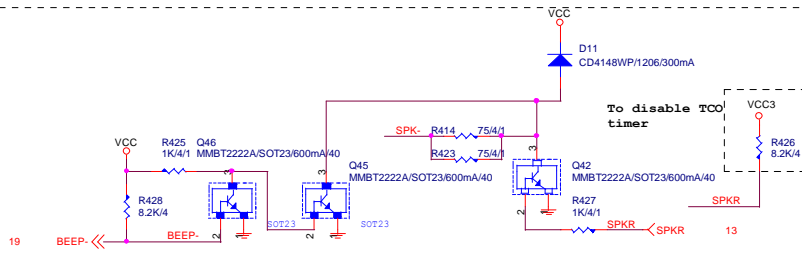 VCC
D11
CD4148WP/1206/300mA
To disable TCO
timer
VCC3
SPK-
R414
75/4/1
R423
75/4/1
R426
8.2K/4
VCC
R425
1K/4/1
Q46
MMBT2222A/SOT23/600mA/40
3
Q45
MMBT2222A/SOT23/600mA/40
3
Q42
MMBT2222A/SOT23/600mA/40
3
R428
8.2K/4
SOT23
SOT23
R427
1K/4/1
SPKR
19
BEEP-
BEEP-
2
1
2
1
2
1
SPKR
SPKR
13